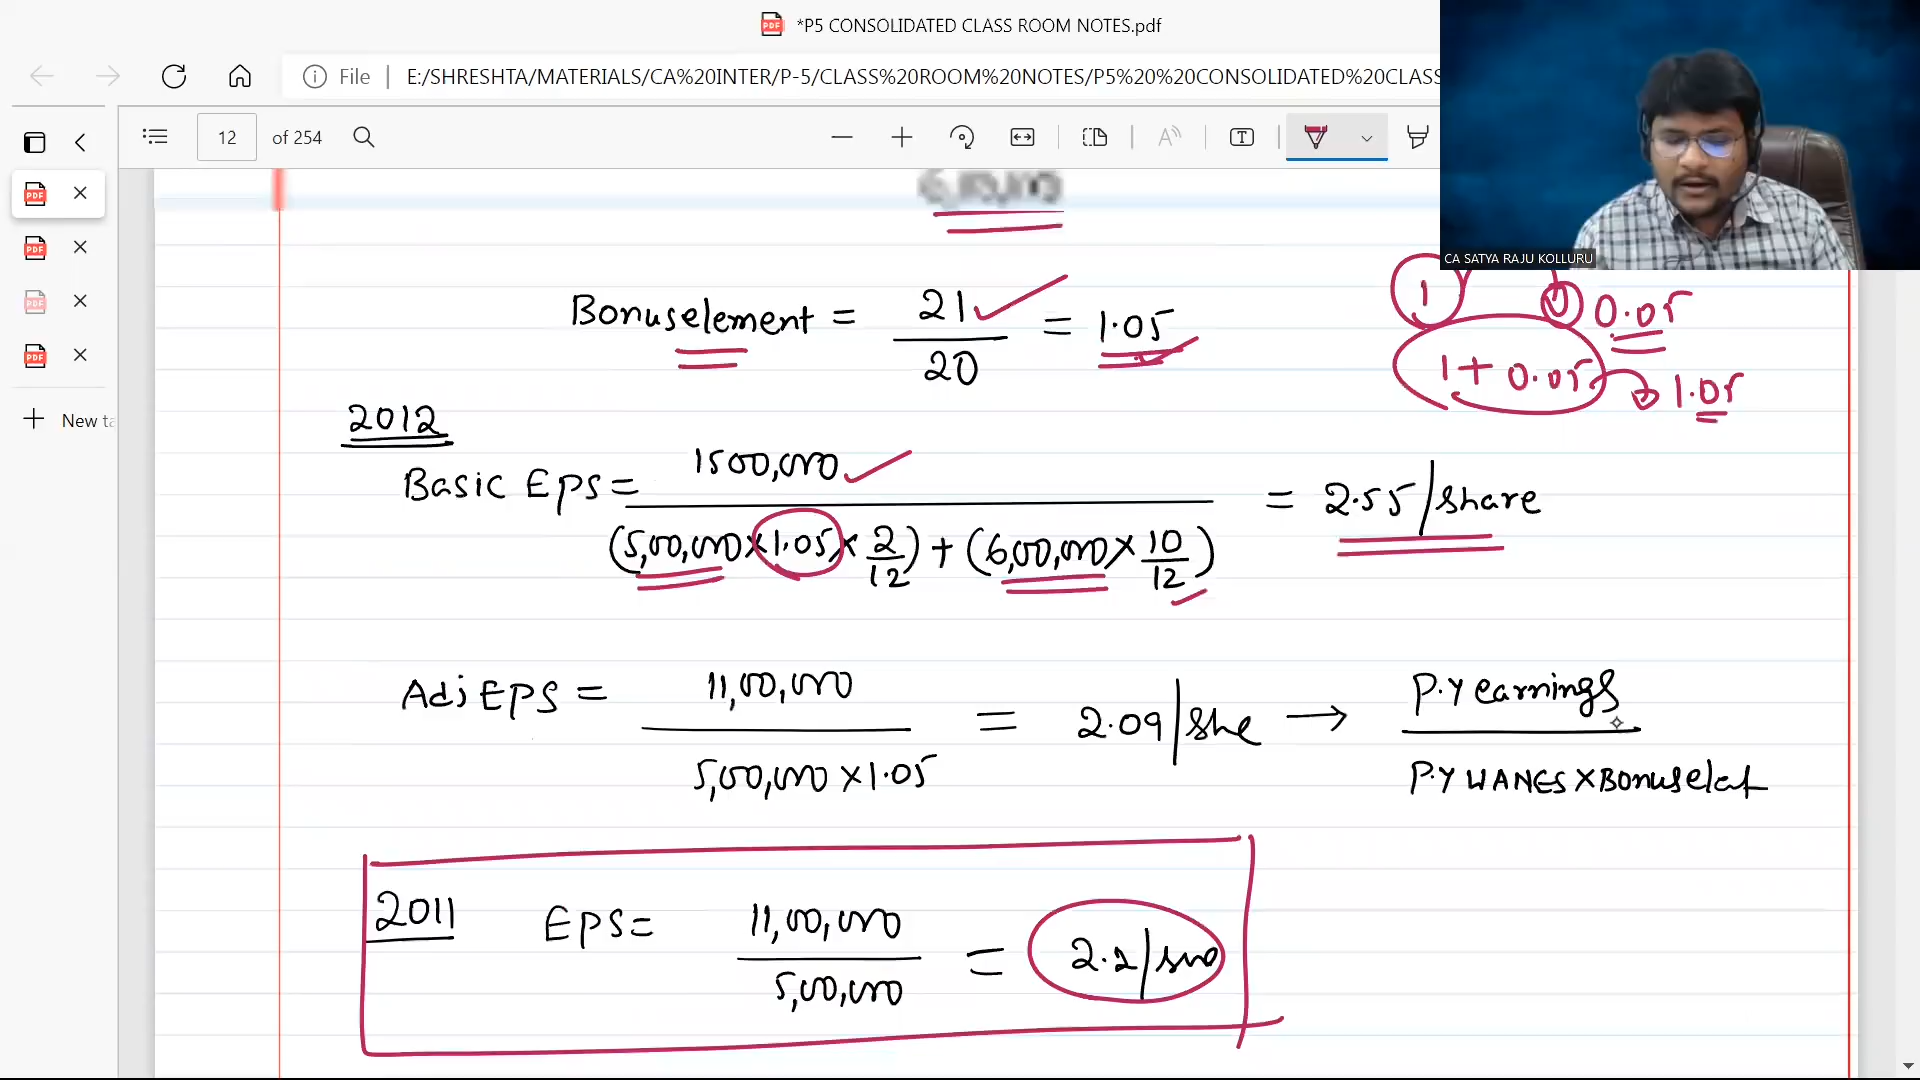 *P5 CONSOLIDATED CLASS ROOM NOTES.pdf
File | E:/SHRESHTA/MATERIALS/CA%20INTER/P-5/CLASS%20ROOM%20NOTES/P5%20%20CONSOLIDATED%20CLASS
12 of 254
New ta
CA SATYA RAJU KOLLURU
1 0.05
Bonuselement = 21/20 = 1.05
1 + 0.05 1.05
2012
Basic EPS = 1500,000 / (5,00,000 × 1.05 × 2/12) + (6,00,000 × 10/12) = 2.55/share
Adj EPS = 11,00,000 / 5,00,000 × 1.05 = 2.09/she → P.Y earnings / P.Y WANES × Bonuselet
2011 EPS = 11,00,000 / 5,00,000 = 2.2/